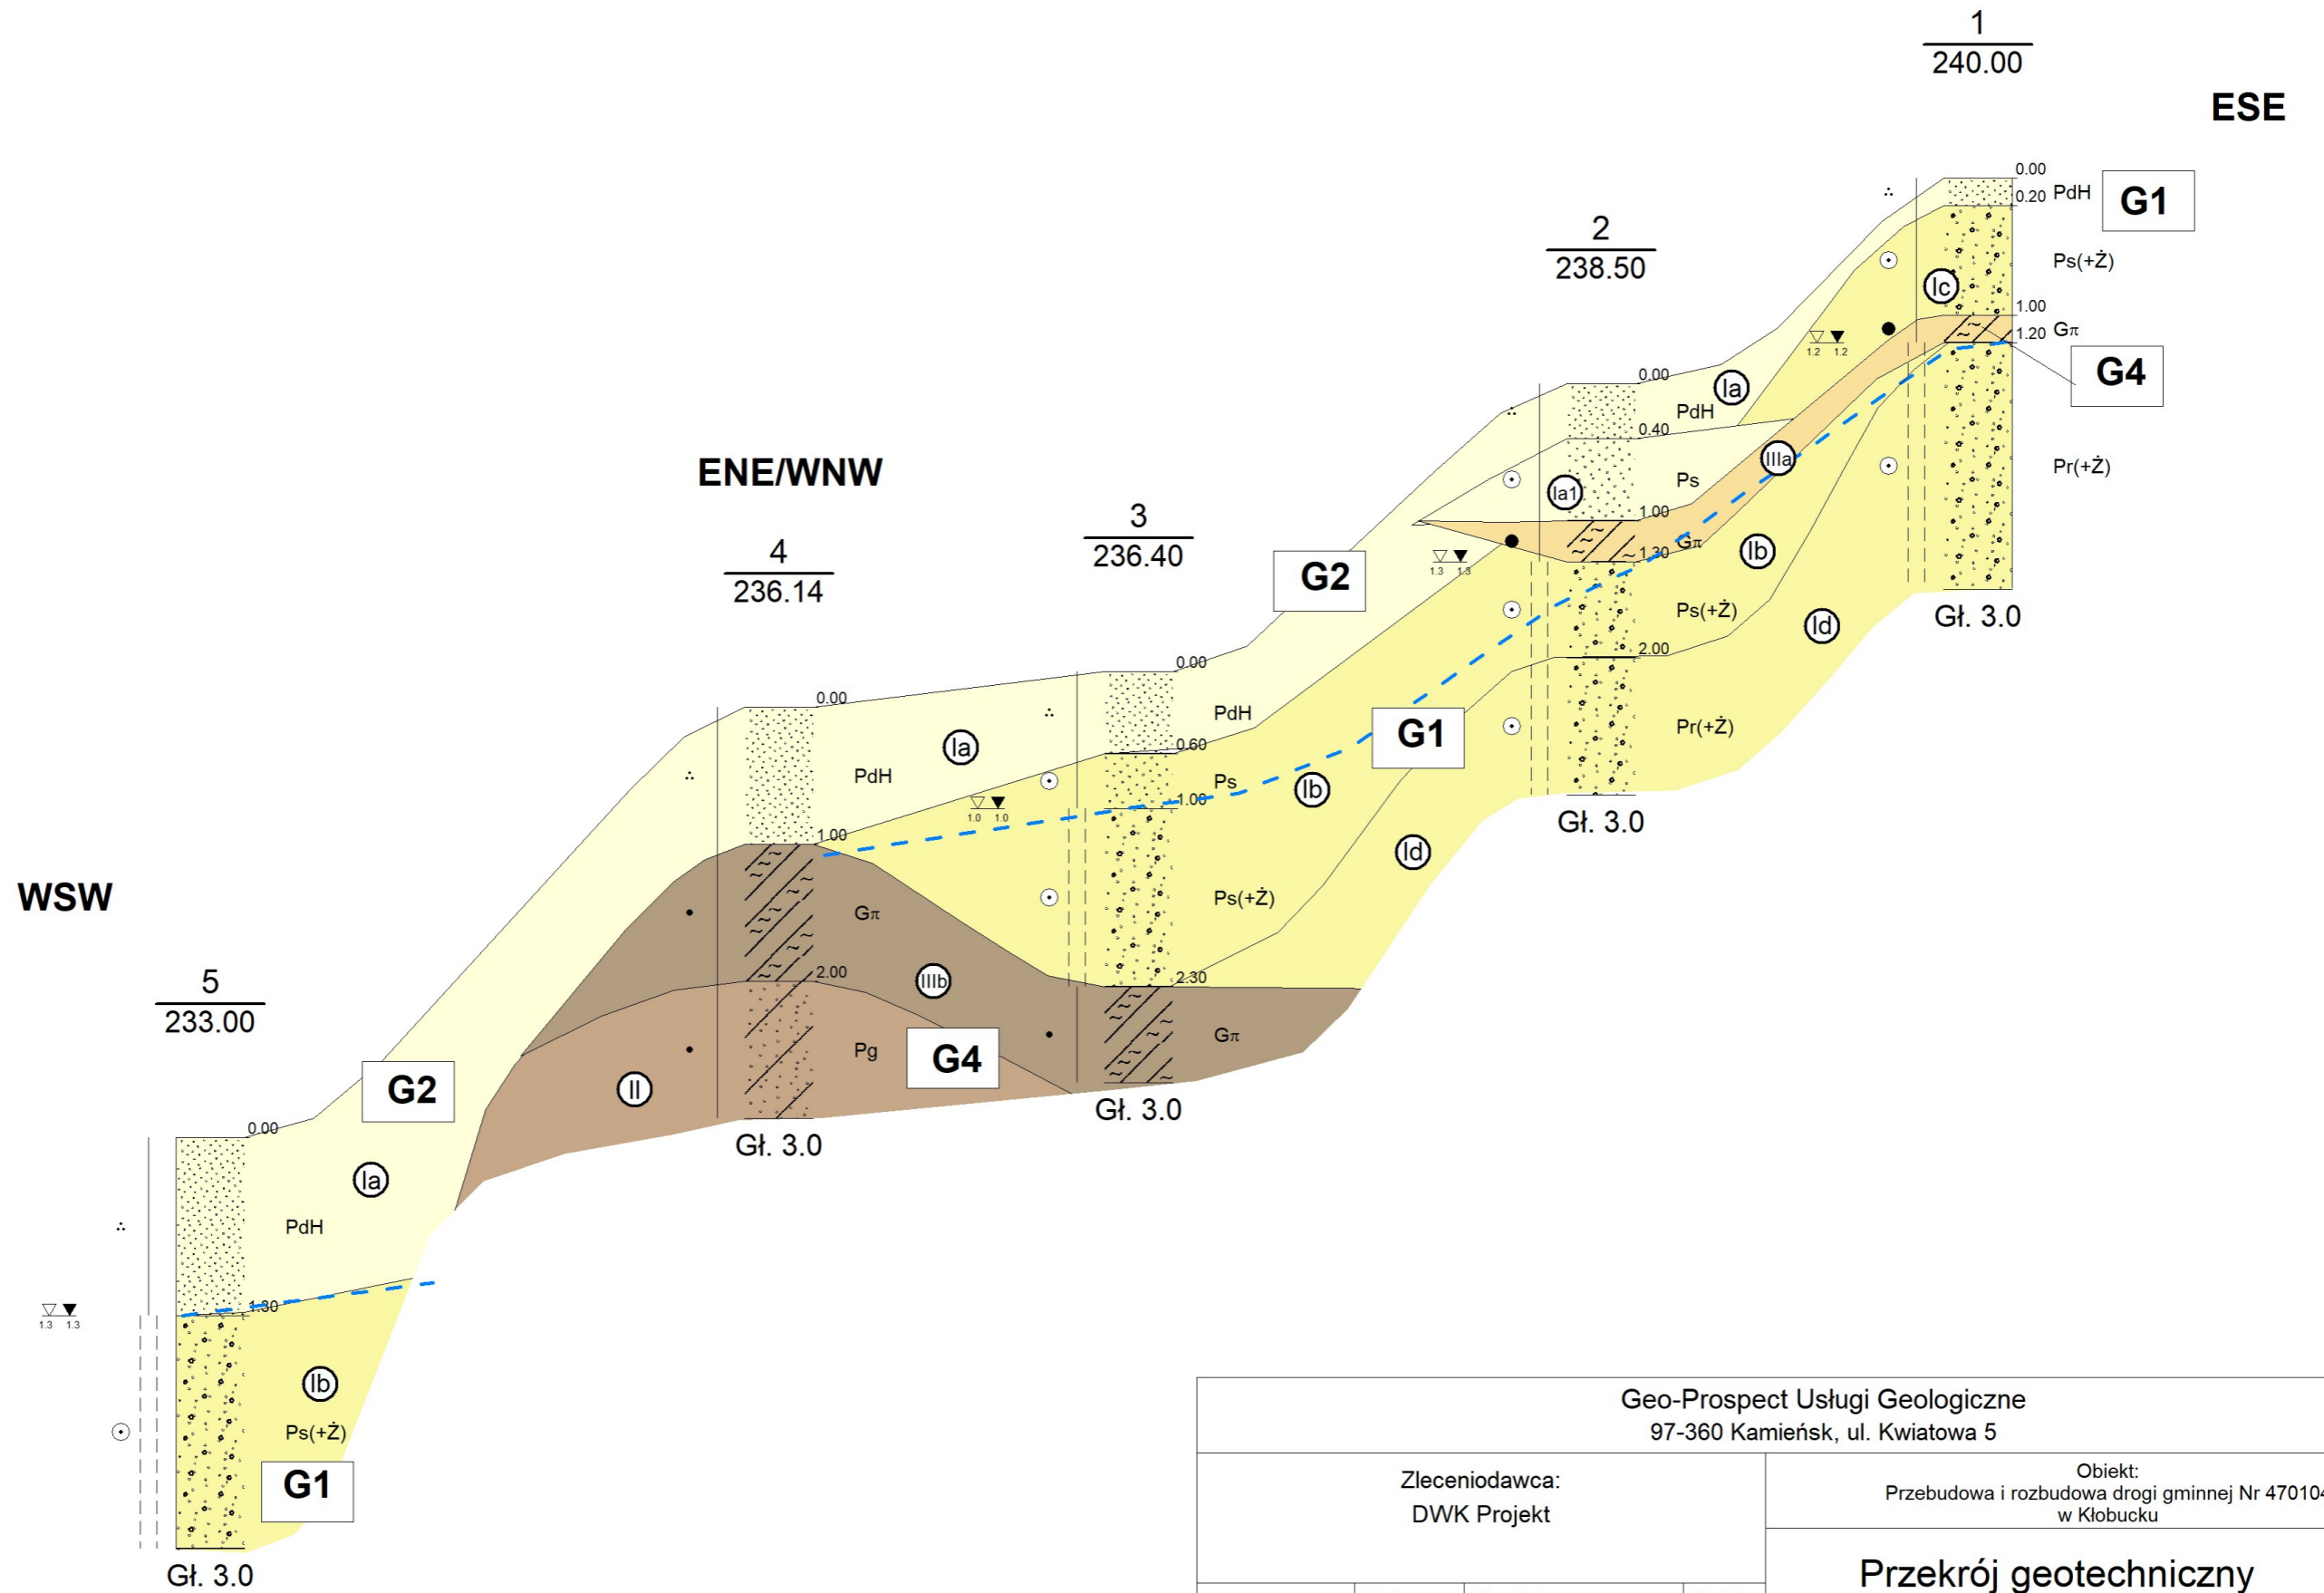 1
240.00
ESE
0.00
0.20
PdH
G1
Ps(+Ż)
Ic
1.00
Gπ
1.20
G4
1.2 1.2
Pr(+Ż)
Gł. 3.0
2
238.50
0.00
Ia
PdH
0.40
IIIa
Ps
Ia1
1.00
Gπ
1.30
Ib
1.3 1.3
Ps(+Ż)
Id
2.00
Pr(+Ż)
Gł. 3.0
ENE/WNW
3
236.40
G2
0.00
PdH
0.60
G1
Ps
Ib
1.00
1.0 1.0
Id
Ps(+Ż)
2.30
Gπ
Gł. 3.0
4
236.14
0.00
Ia
PdH
1.00
Gπ
2.00
IIIb
Pg
G4
II
Gł. 3.0
WSW
5
233.00
G2
0.00
Ia
PdH
1.30
1.3 1.3
Ib
Ps(+Ż)
G1
Gł. 3.0
Geo-Prospect Usługi Geologiczne
97-360 Kamieńsk, ul. Kwiatowa 5
Zleceniodawca:
DWK Projekt
Obiekt:
Przebudowa i rozbudowa drogi gminnej Nr 470104
w Kłobucku
Przekrój geotechniczny